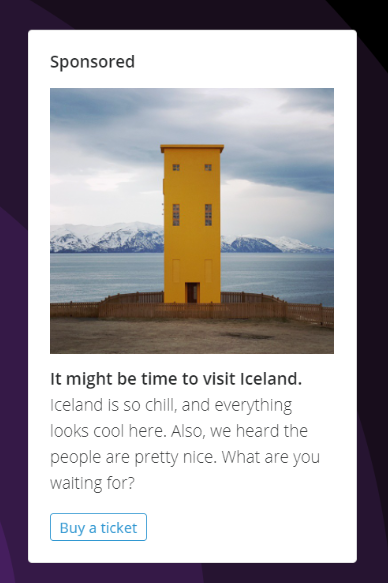 Sponsored
It might be time to visit Iceland.
Iceland is so chill, and everything
looks cool here. Also, we heard the
people are pretty nice. What are you
waiting for?
Buy a ticket